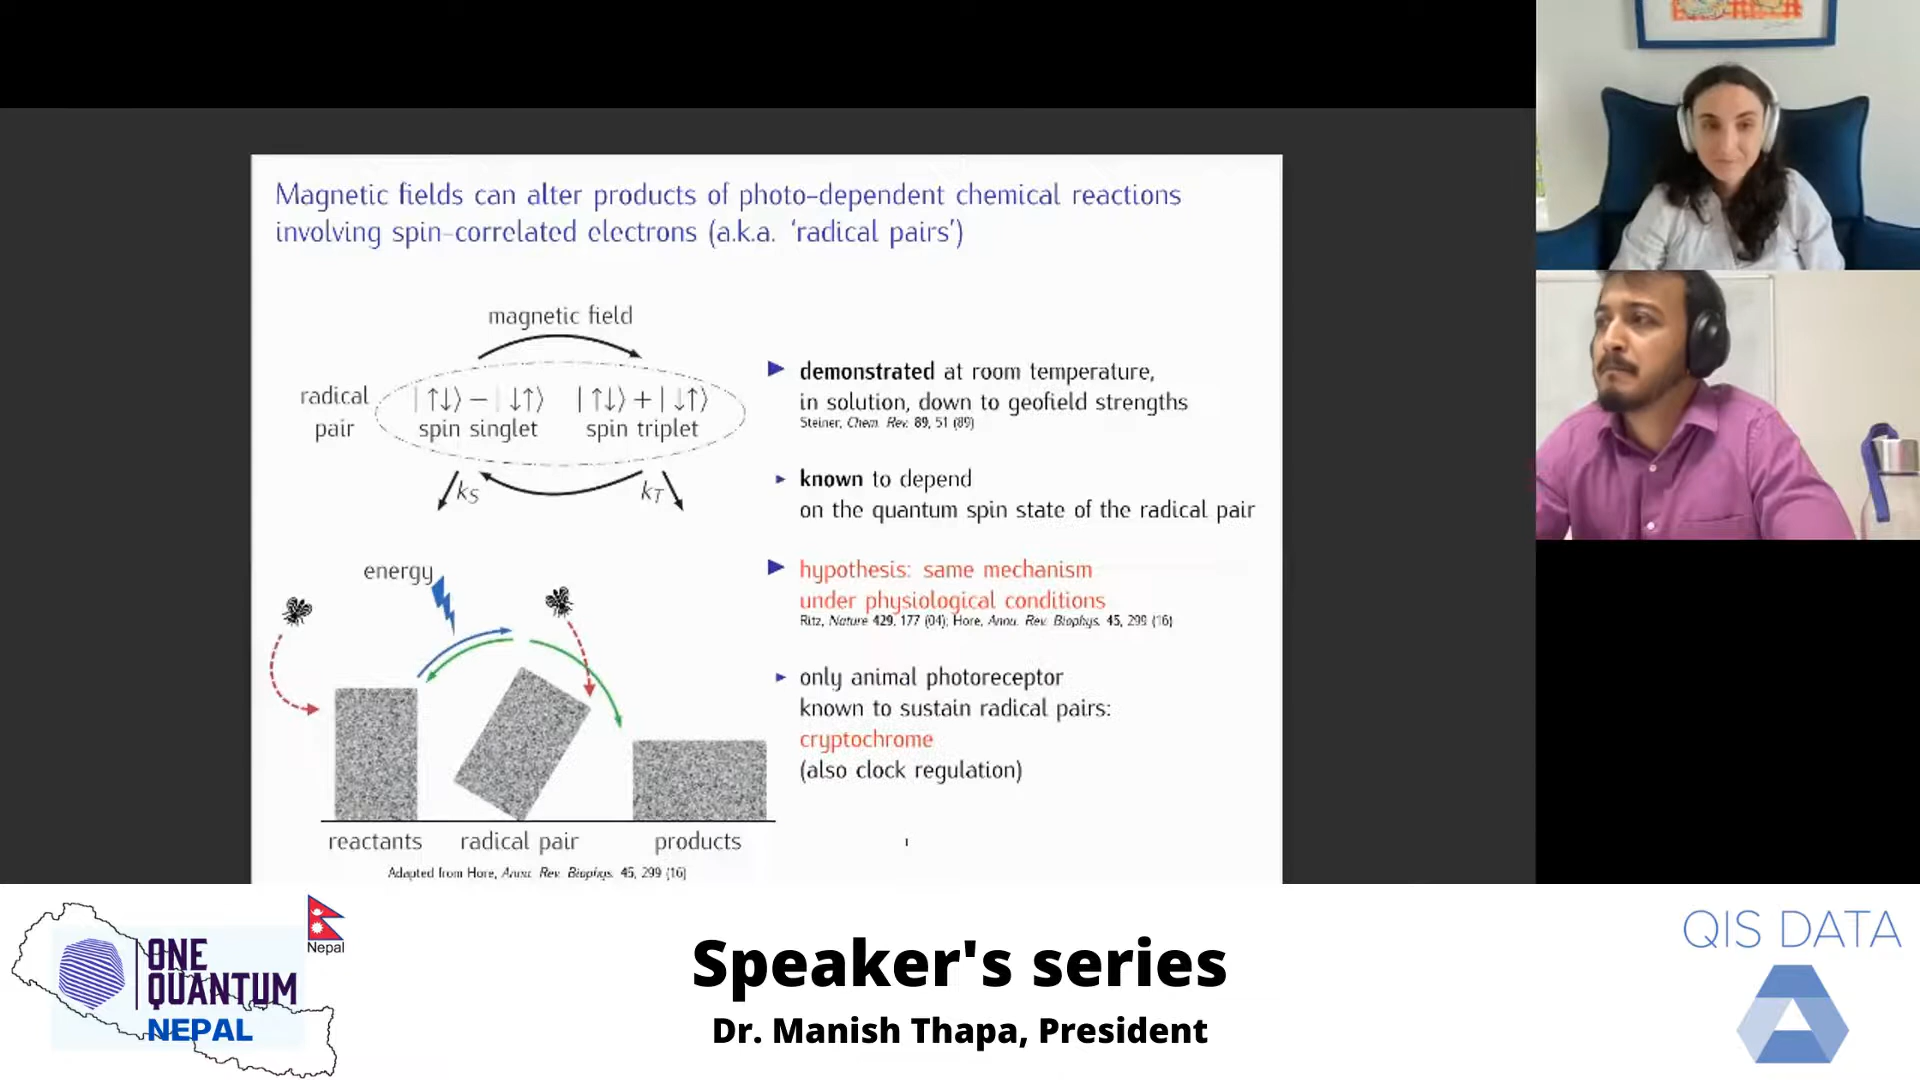 Magnetic fields can alter products of photo-dependent chemical reactions
involving spin-correlated electrons (a.k.a. ‘radical pairs’)
magnetic field
radical
pair
|↑↓⟩ − | ↓↑⟩ |↑↓⟩ + |↓↑⟩
spin singlet spin triplet
kS kT
energy
reactants radical pair products
Adapted from Hore, Annu. Rev. Biophys. 45, 299 (16)
▶ demonstrated at room temperature,
in solution, down to geofield strengths
Steiner, Chem. Rev. 89, 51 (89)
▶ known to depend
on the quantum spin state of the radical pair
▶ hypothesis: same mechanism
under physiological conditions
Ritz, Nature 429, 177 (04); Hore, Annu. Rev. Biophys. 45, 299 (16)
▶ only animal photoreceptor
known to sustain radical pairs:
cryptochrome
(also clock regulation)
ONE
QUANTUM
NEPAL
Nepal
Speaker's series
Dr. Manish Thapa, President
QIS DATA